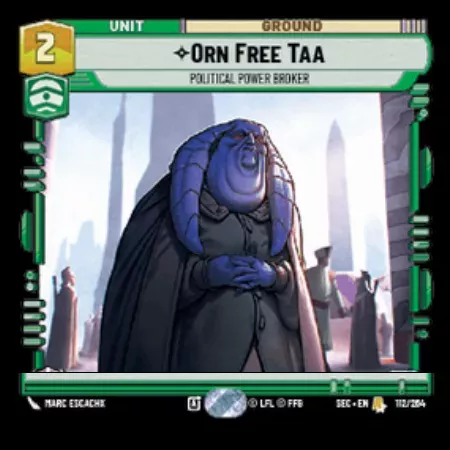 UNIT GROUND
2
ORN FREE TAA
POLITICAL POWER BROKER
MARC ESCACHX A © LFL © FFG SEC • EN 112/264